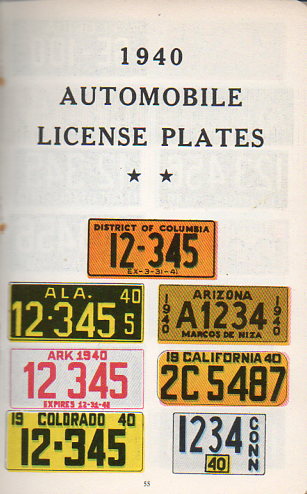 1940
AUTOMOBILE
LICENSE PLATES
★ ★
DISTRICT OF COLUMBIA
12-345
EX-3-31-41
ALA. 40
12·345 S
ARIZONA
1940 A1234 1940
MARCOS DE NIZA
ARK 1940
12 345
EXPIRES 12-31-40
19 CALIFORNIA 40
2C 5487
19 COLORADO 40
12-345
1234 CONN
40
55